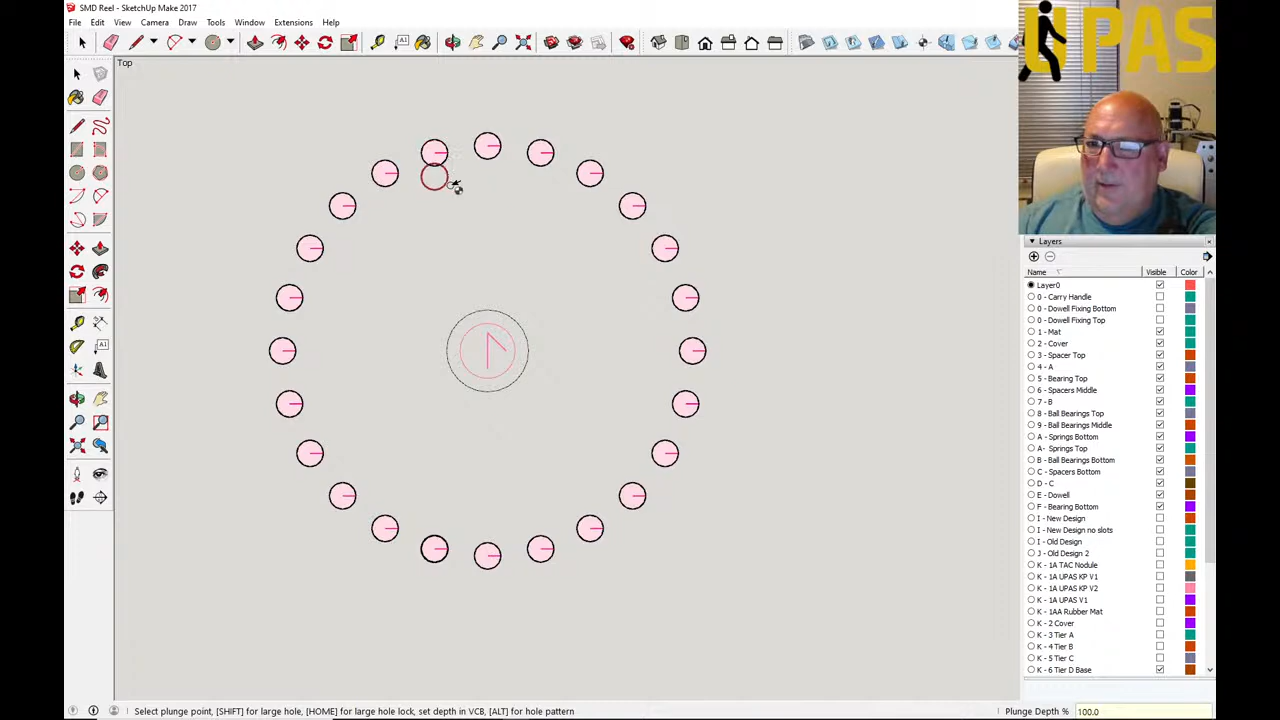 SMD Reel - SketchUp Make 2017
File Edit View Camera Draw Tools Window Extensions Help
UPAS
Top
Layers
Name Visible Color
Layer0
0 - Carry Handle
0 - Dowell Fixing Bottom
0 - Dowell Fixing Top
1 - Mat
2 - Cover
3 - Spacer Top
4 - A
5 - Bearing Top
6 - Spacers Middle
7 - B
8 - Ball Bearings Top
9 - Ball Bearings Middle
A - Springs Bottom
A- Springs Top
B - Ball Bearings Bottom
C - Spacers Bottom
D - C
E - Dowell
F - Bearing Bottom
I - New Design
I - New Design no slots
I - Old Design
J - Old Design 2
K - 1A TAC Nodule
K - 1A UPAS KP V1
K - 1A UPAS KP V2
K - 1A UPAS V1
K - 1AA Rubber Mat
K - 2 Cover
K - 3 Tier A
K - 4 Tier B
K - 5 Tier C
K - 6 Tier D Base
Select plunge point, [SHIFT] for large hole, [HOME] for large hole lock, set depth in VCB, [ALT] for hole pattern
Plunge Depth % 100.0